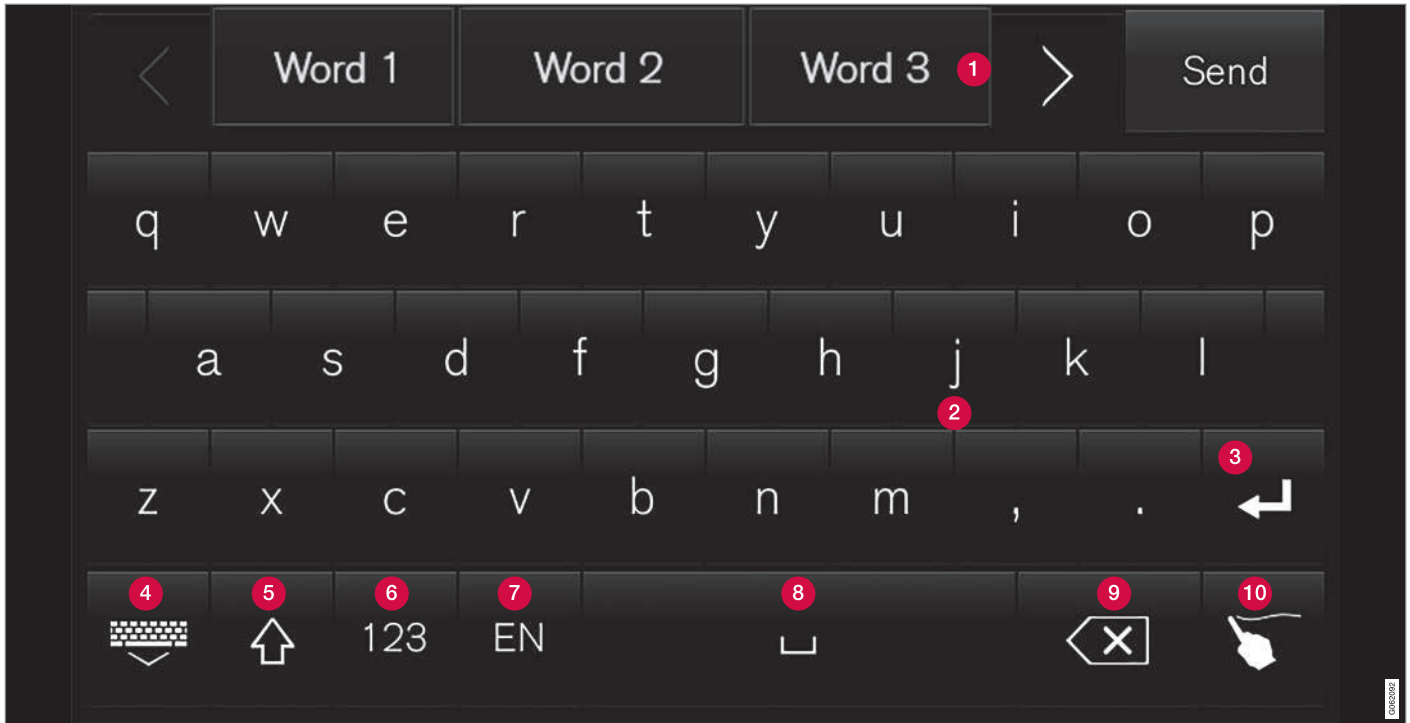 Word 1 Word 2 Word 3 1 Send
q w e r t y u i o p
a s d f g h j k l
2
3
z x c v b n m , .
4 5 6 7 8 9 10
123 EN
G062092